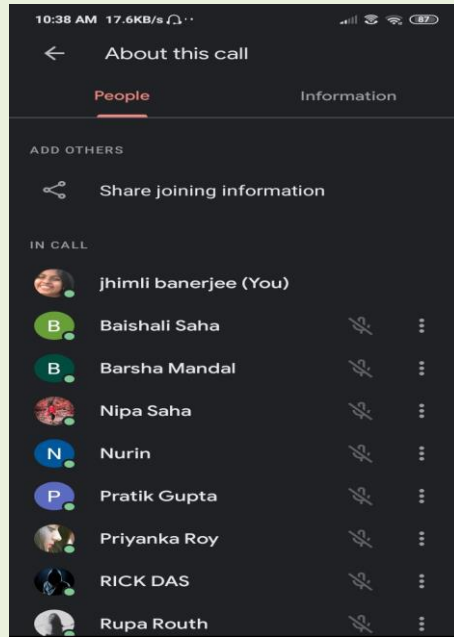 10:38 AM 17.6KB/s 87
About this call
People Information
ADD OTHERS
Share joining information
IN CALL
jhimli banerjee (You)
B Baishali Saha
B Barsha Mandal
Nipa Saha
N Nurin
P Pratik Gupta
Priyanka Roy
RICK DAS
Rupa Routh